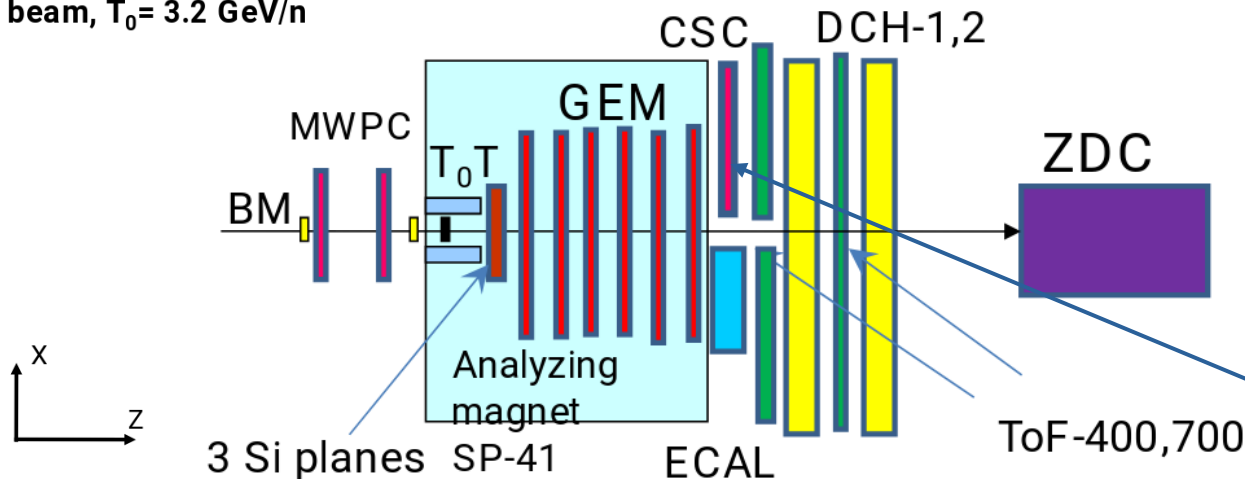 beam, T₀= 3.2 GeV/n
CSC
DCH-1,2
GEM
MWPC
T₀T
ZDC
BM
Analyzing
magnet
SP-41
X
Z
3 Si planes
ECAL
ToF-400,700